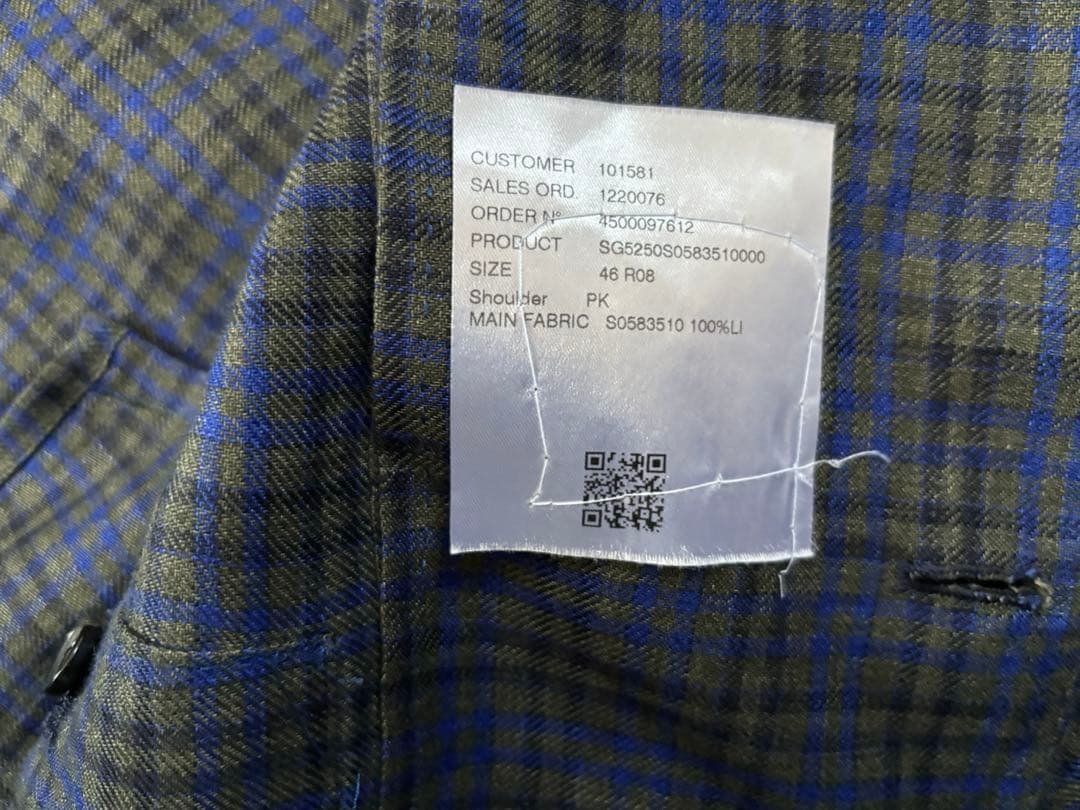 CUSTOMER 101581
SALES ORD. 1220076
ORDER Nº 4500097612
PRODUCT SG5250S0583510000
SIZE 46 R08
Shoulder PK
MAIN FABRIC S0583510 100%LI